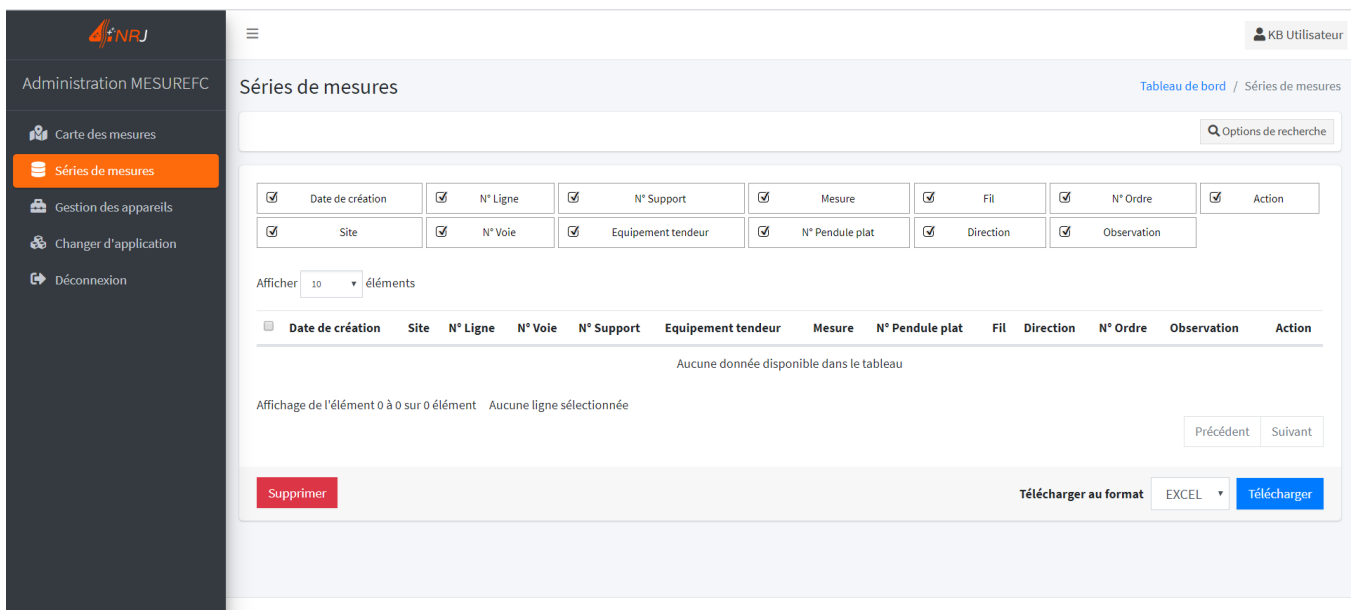 4iNRJ
KB Utilisateur
Administration MESUREFC
Séries de mesures
Tableau de bord / Séries de mesures
Carte des mesures
Séries de mesures
Gestion des appareils
Changer d'application
Déconnexion
Options de recherche
Date de création N° Ligne N° Support Mesure Fil N° Ordre Action
Site N° Voie Equipement tendeur N° Pendule plat Direction Observation
Afficher 10 éléments
Date de création Site N° Ligne N° Voie N° Support Equipement tendeur Mesure N° Pendule plat Fil Direction N° Ordre Observation Action
Aucune donnée disponible dans le tableau
Affichage de l'élément 0 à 0 sur 0 élément Aucune ligne sélectionnée
Précédent Suivant
Supprimer
Télécharger au format EXCEL Télécharger